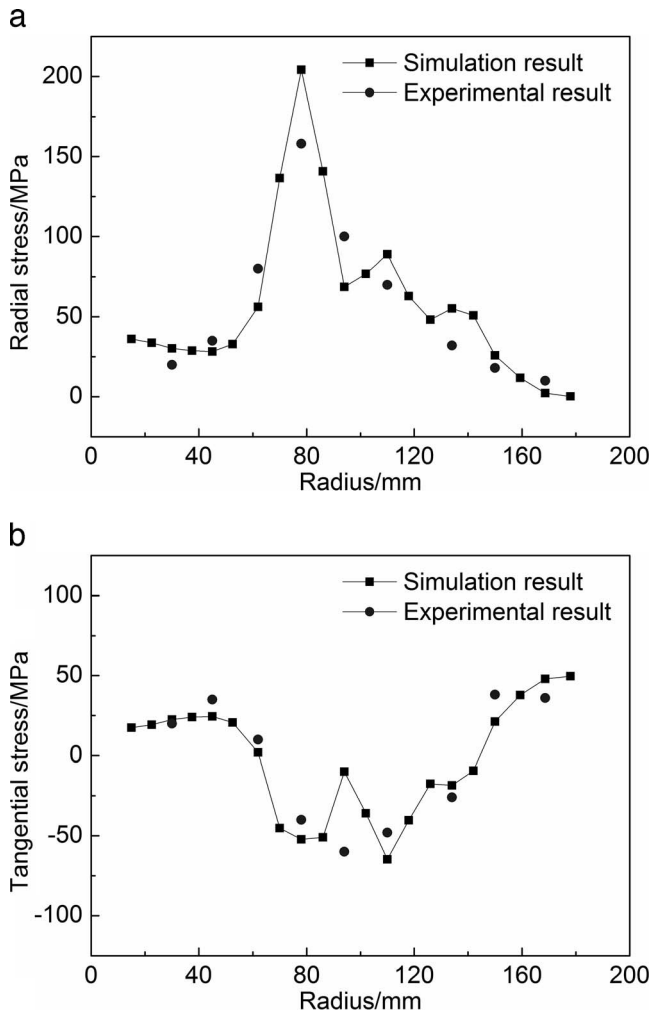 a
Simulation result
Experimental result
Radial stress/MPa
200
150
100
50
0
0 40 80 120 160 200
Radius/mm
b
Simulation result
Experimental result
Tangential stress/MPa
100
50
0
-50
-100
0 40 80 120 160 200
Radius/mm